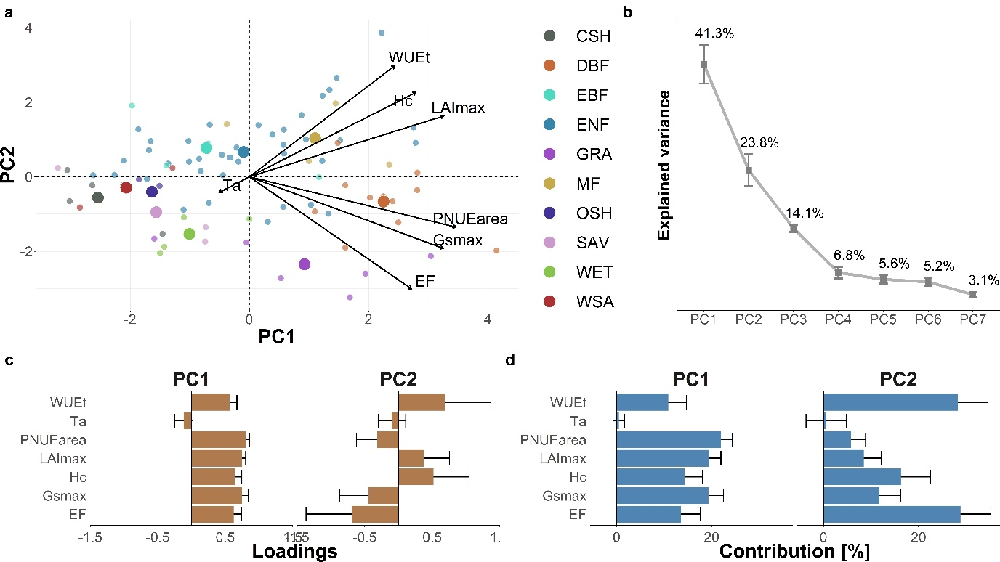 a
b
4
2
0
-2
PC2
WUEt
Hc
LAImax
Ta
PNUEarea
Gsmax
EF
-2
0
2
4
PC1
CSH
DBF
EBF
ENF
GRA
MF
OSH
SAV
WET
WSA
Explained variance
41.3%
23.8%
14.1%
6.8%
5.6%
5.2%
3.1%
PC1
PC2
PC3
PC4
PC5
PC6
PC7
c
d
PC1
PC2
WUEt
Ta
PNUEarea
LAImax
Hc
Gsmax
EF
-1.5
-0.5
0.5
-0.5
0.5
1.
Loadings
PC1
PC2
WUEt
Ta
PNUEarea
LAImax
Hc
Gsmax
EF
0
20
0
20
Contribution [%]